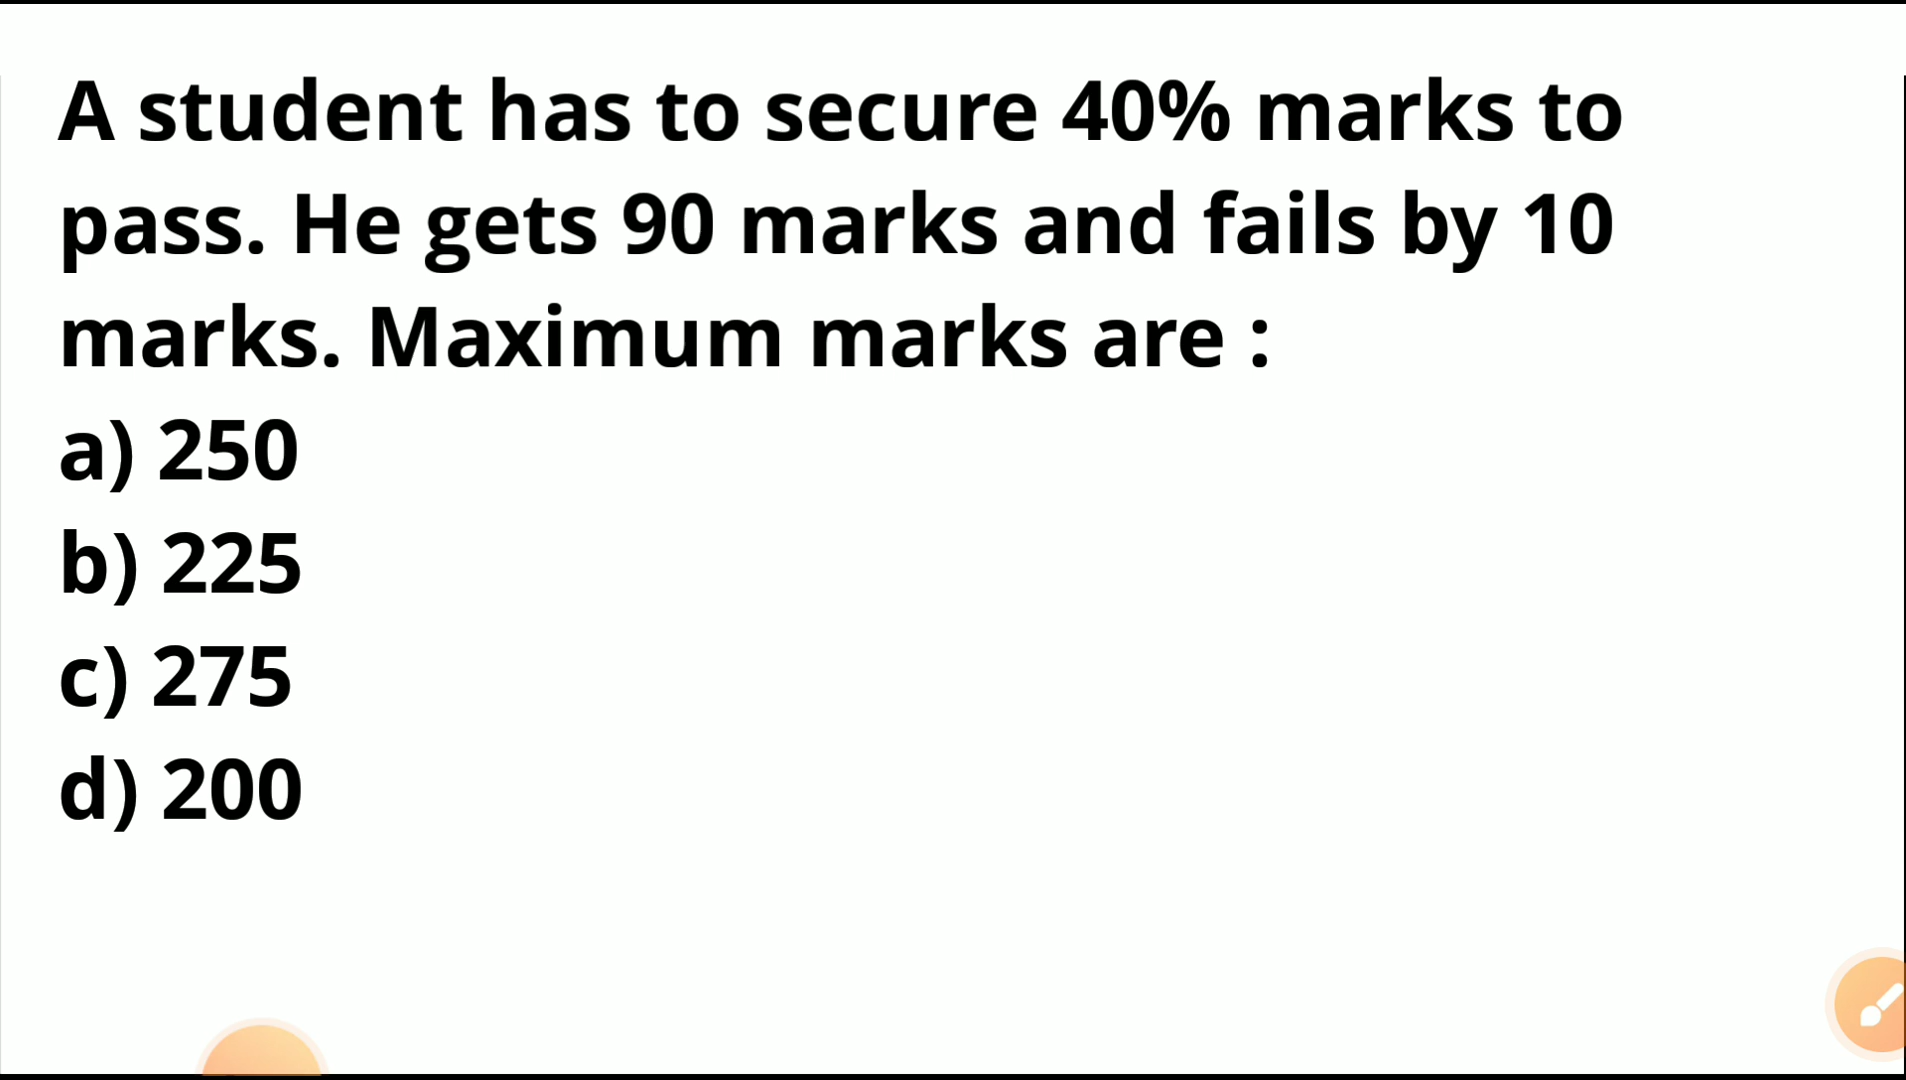 A student has to secure 40% marks to
pass. He gets 90 marks and fails by 10
marks. Maximum marks are :
a) 250
b) 225
c) 275
d) 200